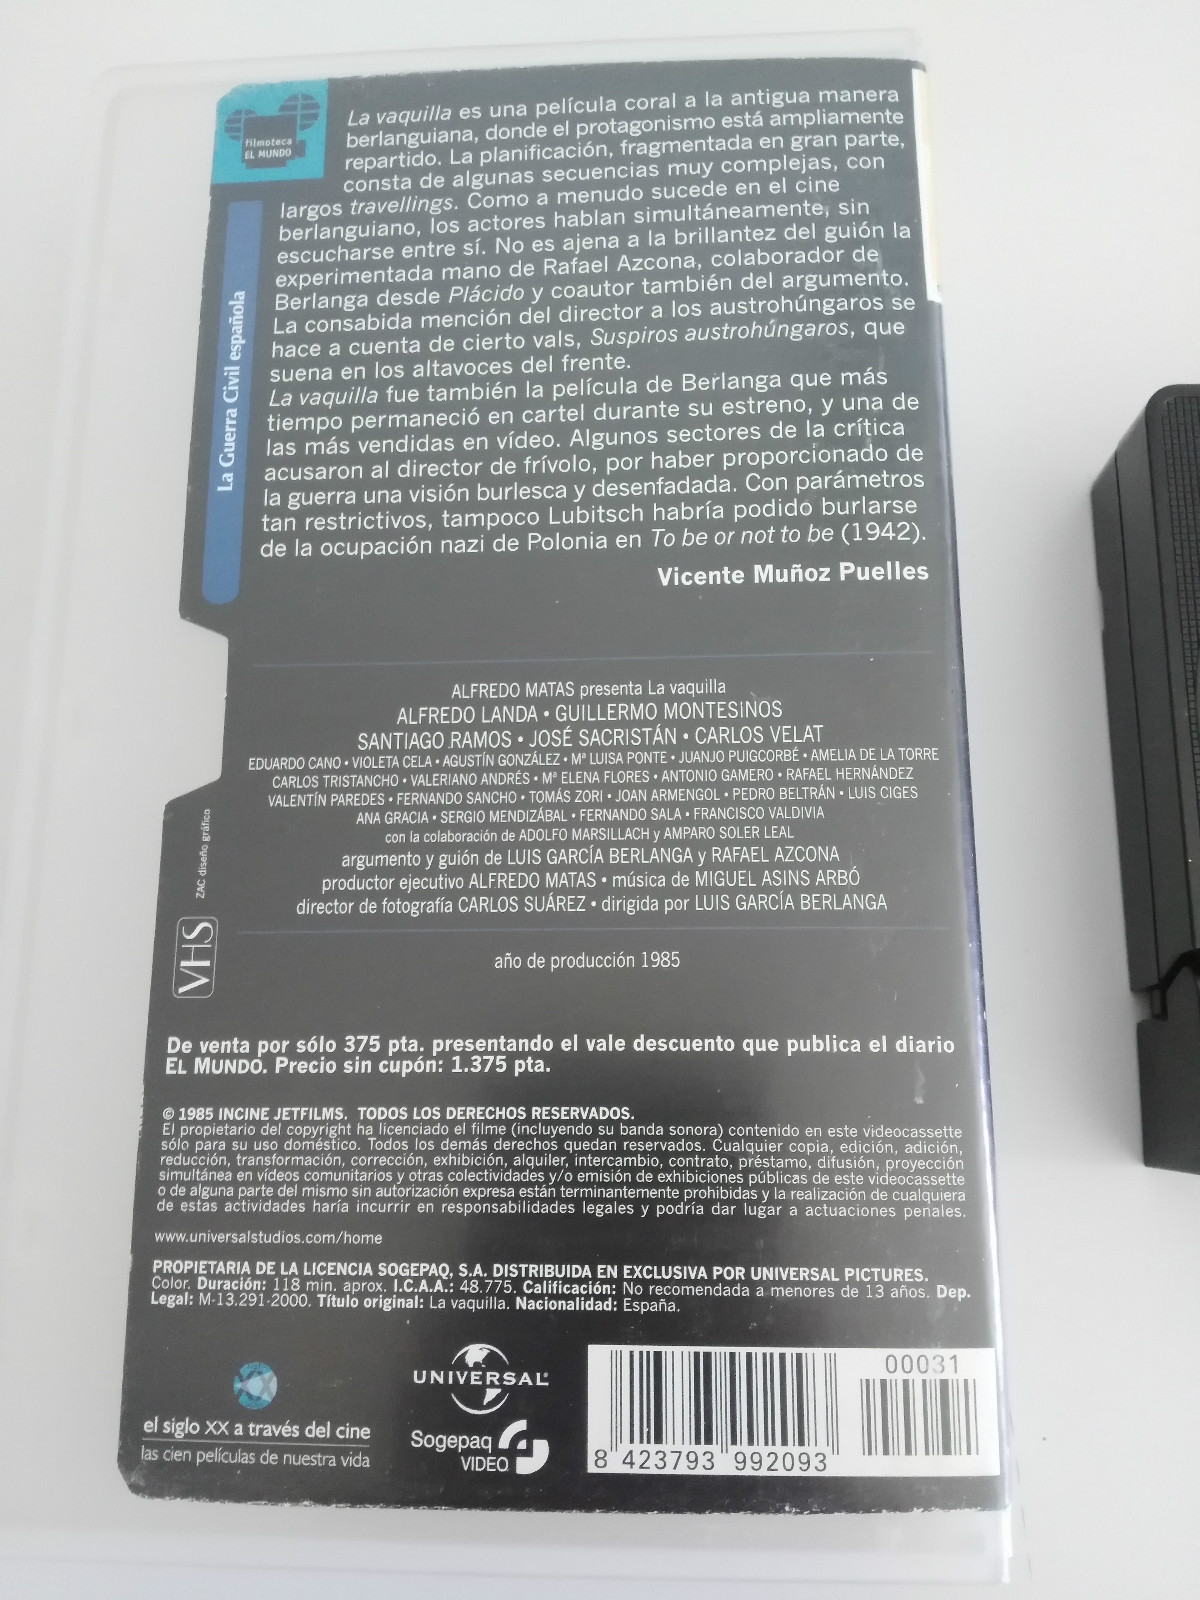 filmoteca
EL MUNDO
La vaquilla es una película coral a la antigua manera
berlanguiana, donde el protagonismo está ampliamente
repartido. La planificación, fragmentada en gran parte,
consta de algunas secuencias muy complejas, con
largos travellings. Como a menudo sucede en el cine
berlanguiano, los actores hablan simultáneamente, sin
escucharse entre sí. No es ajena a la brillantez del guión la
experimentada mano de Rafael Azcona, colaborador de
Berlanga desde Plácido y coautor también del argumento.
La consabida mención del director a los austrohúngaros se
hace a cuenta de cierto vals, Suspiros austrohúngaros, que
suena en los altavoces del frente.
La vaquilla fue también la película de Berlanga que más
tiempo permaneció en cartel durante su estreno, y una de
las más vendidas en vídeo. Algunos sectores de la crítica
acusaron al director de frívolo, por haber proporcionado de
la guerra una visión burlesca y desenfadada. Con parámetros
tan restrictivos, tampoco Lubitsch habría podido burlarse
de la ocupación nazi de Polonia en To be or not to be (1942).
Vicente Muñoz Puelles
La Guerra Civil española
ALFREDO MATAS presenta La vaquilla
ALFREDO LANDA • GUILLERMO MONTESINOS
SANTIAGO RAMOS • JOSÉ SACRISTÁN • CARLOS VELAT
EDUARDO CANO • VIOLETA CELA • AGUSTÍN GONZÁLEZ • Mª LUISA PONTE • JUANJO PUIGCORBÉ • AMELIA DE LA TORRE
CARLOS TRISTANCHO • VALERIANO ANDRÉS • Mª ELENA FLORES • ANTONIO GAMERO • RAFAEL HERNÁNDEZ
VALENTÍN PAREDES • FERNANDO SANCHO • TOMÁS ZORI • JOAN ARMENGOL • PEDRO BELTRÁN • LUIS CIGES
ANA GRACIA • SERGIO MENDIZÁBAL • FERNANDO SALA • FRANCISCO VALDIVIA
con la colaboración de ADOLFO MARSILLACH y AMPARO SOLER LEAL
argumento y guión de LUIS GARCÍA BERLANGA y RAFAEL AZCONA
productor ejecutivo ALFREDO MATAS • música de MIGUEL ASINS ARBÓ
director de fotografía CARLOS SUÁREZ • dirigida por LUIS GARCÍA BERLANGA
ZAC diseño gráfico
VHS
año de producción 1985
De venta por sólo 375 pta. presentando el vale descuento que publica el diario
EL MUNDO. Precio sin cupón: 1.375 pta.
© 1985 INCINE JETFILMS. TODOS LOS DERECHOS RESERVADOS.
El propietario del copyright ha licenciado el filme (incluyendo su banda sonora) contenido en este videocassette
sólo para su uso doméstico. Todos los demás derechos quedan reservados. Cualquier copia, edición, adición,
reducción, transformación, corrección, exhibición, alquiler, intercambio, contrato, préstamo, difusión, proyección
simultánea en vídeos comunitarios y otras colectividades y/o emisión de exhibiciones públicas de este videocassette
o de alguna parte del mismo sin autorización expresa están terminantemente prohibidas y la realización de cualquiera
de estas actividades haría incurrir en responsabilidades legales y podría dar lugar a actuaciones penales.
www.universalstudios.com/home
PROPIETARIA DE LA LICENCIA SOGEPAQ, S.A. DISTRIBUIDA EN EXCLUSIVA POR UNIVERSAL PICTURES.
Color. Duración: 118 min. aprox. I.C.A.A.: 48.775. Calificación: No recomendada a menores de 13 años. Dep.
Legal: M-13.291-2000. Título original: La vaquilla. Nacionalidad: España.
el siglo XX a través del cine
las cien películas de nuestra vida
UNIVERSAL
Sogepaq
VIDEO
00031
8 423793 992093